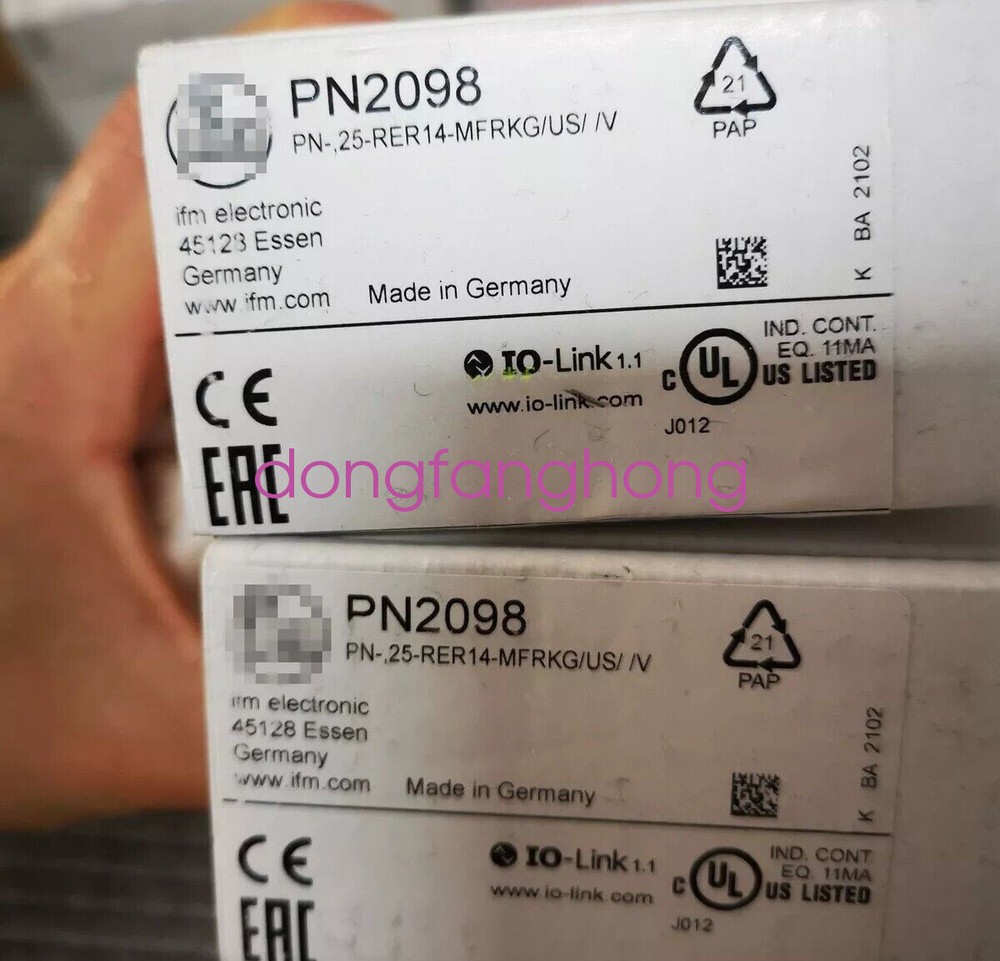 PN2098
PN-,25-RER14-MFRKG/US/ /V
21
PAP
ifm electronic
45128 Essen
Germany
www.ifm.com
Made in Germany
K BA 2102
CE
IO-Link 1.1
www.io-link.com
C UL US LISTED
IND. CONT.
EQ. 11MA
J012
EAC
dongfanghong
PN2098
PN-,25-RER14-MFRKG/US/ /V
21
PAP
ifm electronic
45128 Essen
Germany
www.ifm.com
Made in Germany
K BA 2102
CE
IO-Link 1.1
www.io-link.com
C UL US LISTED
IND. CONT
EQ. 11MA
J012
EAC